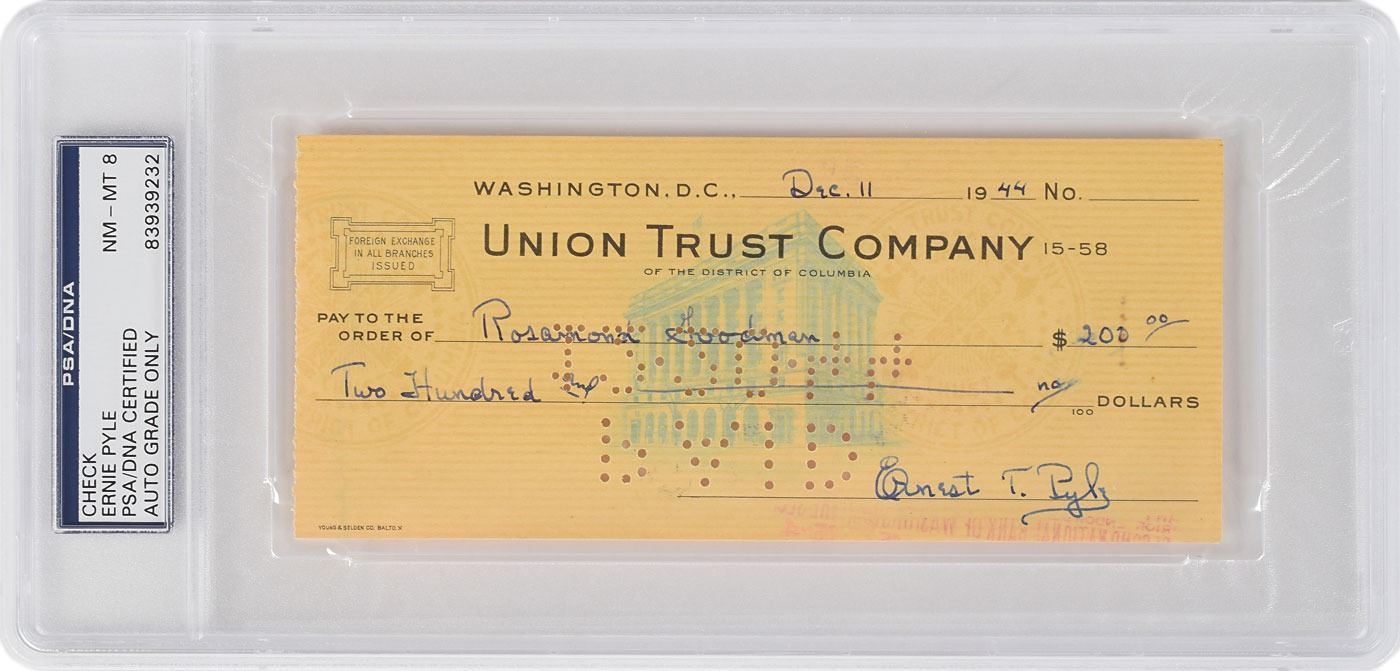 PSA/DNA
NM-MT 8
83939232
CHECK
ERNIE PYLE
PSA/DNA CERTIFIED
AUTO GRADE ONLY
WASHINGTON, D.C., Dec. 11 1944 No.
FOREIGN EXCHANGE
IN ALL BRANCHES
ISSUED
UNION TRUST COMPANY 15-58
OF THE DISTRICT OF COLUMBIA
PAY TO THE
ORDER OF Rosamond Goodman $ 200 00
Two Hundred and no/100 DOLLARS
PAID
Ernest T. Pyle
YOUNG & SELDEN CO. BALTO.